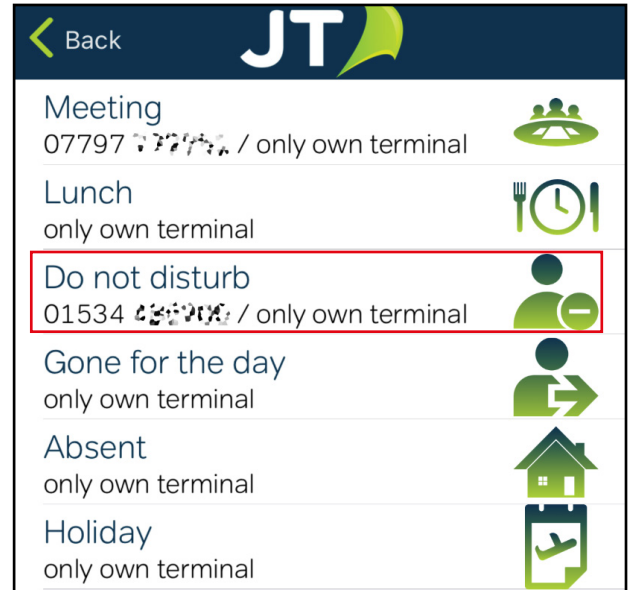 Back
JT
Meeting
07797 / only own terminal
Lunch
only own terminal
Do not disturb
01534 / only own terminal
Gone for the day
only own terminal
Absent
only own terminal
Holiday
only own terminal